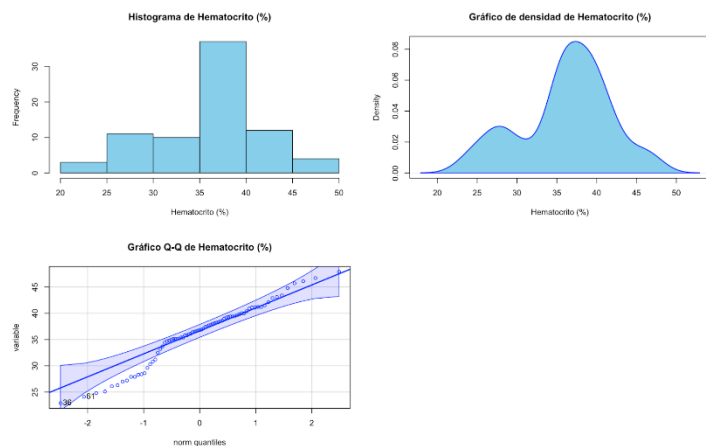 Histograma de Hematocrito (%)
Frequency
0 10 20 30
20 25 30 35 40 45 50
Hematocrito (%)
Gráfico de densidad de Hematocrito (%)
Density
0.00 0.02 0.04 0.06 0.08
20 25 30 35 40 45 50
Hematocrito (%)
Gráfico Q-Q de Hematocrito (%)
variable
25 30 35 40 45
36
61
-2 -1 0 1 2
norm quantiles